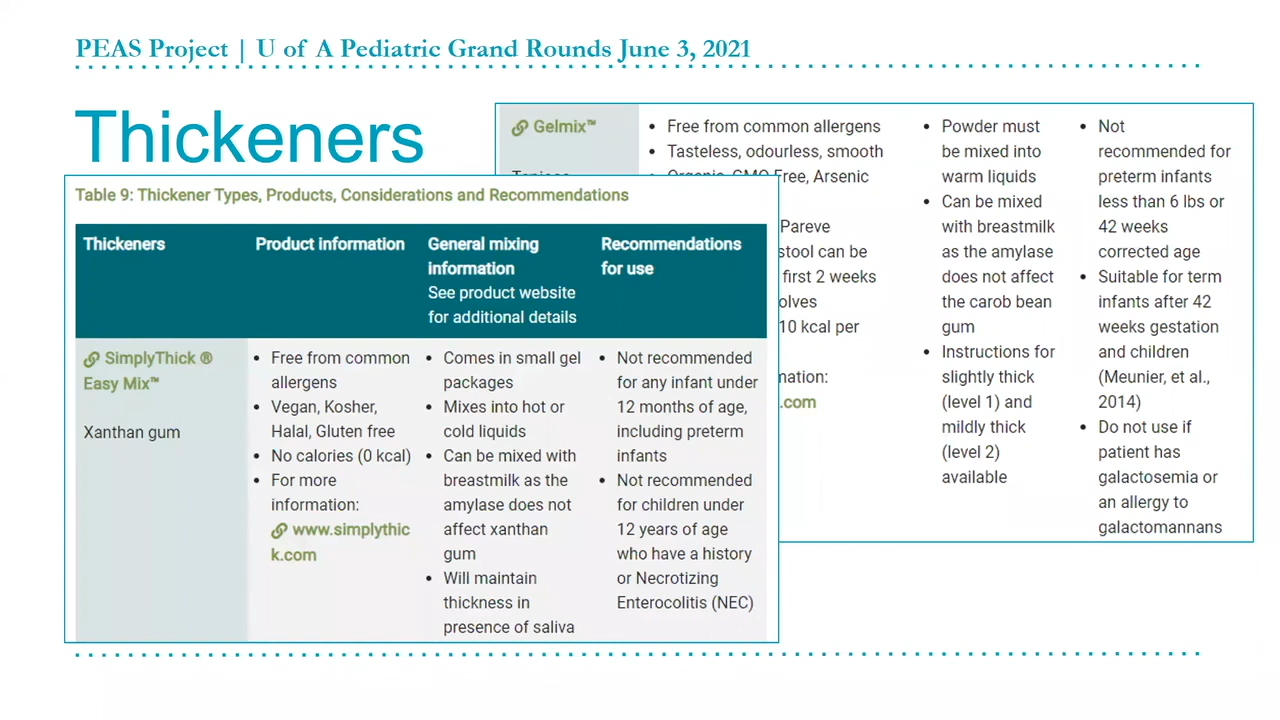 PEAS Project | U of A Pediatric Grand Rounds June 3, 2021
Thickeners
Table 9: Thickener Types, Products, Considerations and Recommendations
Thickeners
Product information
General mixing
information
See product website
for additional details
Recommendations
for use
SimplyThick ®
Easy Mix™
Xanthan gum
• Free from common
allergens
• Vegan, Kosher,
Halal, Gluten free
• No calories (0 kcal)
• For more
information:
www.simplythic
k.com
• Comes in small gel
packages
• Mixes into hot or
cold liquids
• Can be mixed with
breastmilk as the
amylase does not
affect xanthan
gum
• Will maintain
thickness in
presence of saliva
• Not recommended
for any infant under
12 months of age,
including preterm
infants
• Not recommended
for children under
12 years of age
who have a history
or Necrotizing
Enterocolitis (NEC)
Gelmix™
• Free from common allergens
• Tasteless, odourless, smooth
• Organic, GMO Free, Arsenic
Pareve
stool can be
first 2 weeks
10 kcal per
.com
• Powder must
be mixed into
warm liquids
• Can be mixed
with breastmilk
as the amylase
does not affect
the carob bean
gum
• Instructions for
slightly thick
(level 1) and
mildly thick
(level 2)
available
• Not
recommended for
preterm infants
less than 6 lbs or
42 weeks
corrected age
• Suitable for term
infants after 42
weeks gestation
and children
(Meunier, et al.,
2014)
• Do not use if
patient has
galactosemia or
an allergy to
galactomannans